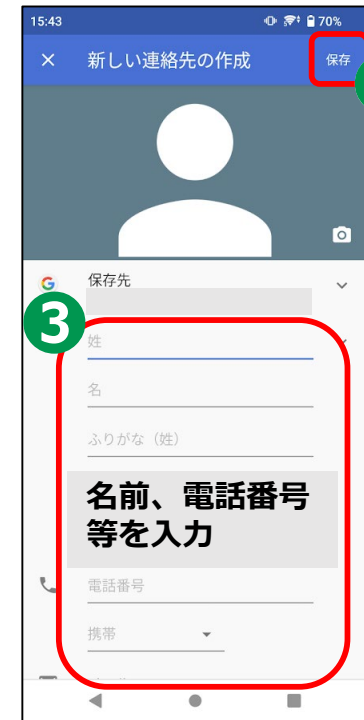 15:43
70%
新しい連絡先の作成
保存
G
保存先
3
姓
名
ふりがな（姓）
名前、電話番号
等を入力
電話番号
携帯